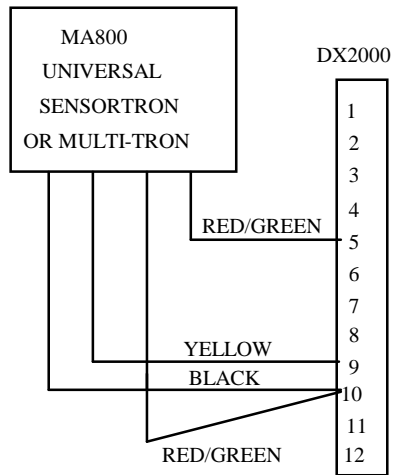 MA800
UNIVERSAL
SENSORTRON
OR MULTI-TRON
DX2000
1
2
3
4
RED/GREEN
5
6
7
8
YELLOW
9
BLACK
10
11
RED/GREEN
12